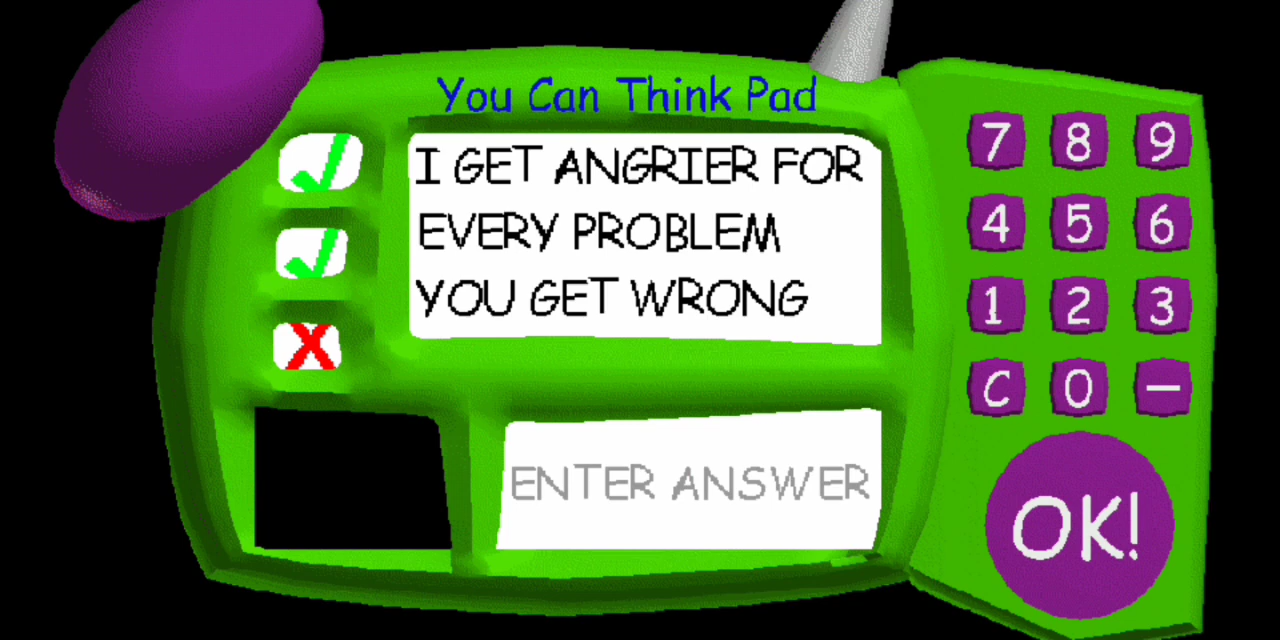 You Can Think Pad
I GET ANGRIER FOR
EVERY PROBLEM
YOU GET WRONG
ENTER ANSWER
7 8 9
4 5 6
1 2 3
C 0 −
OK!